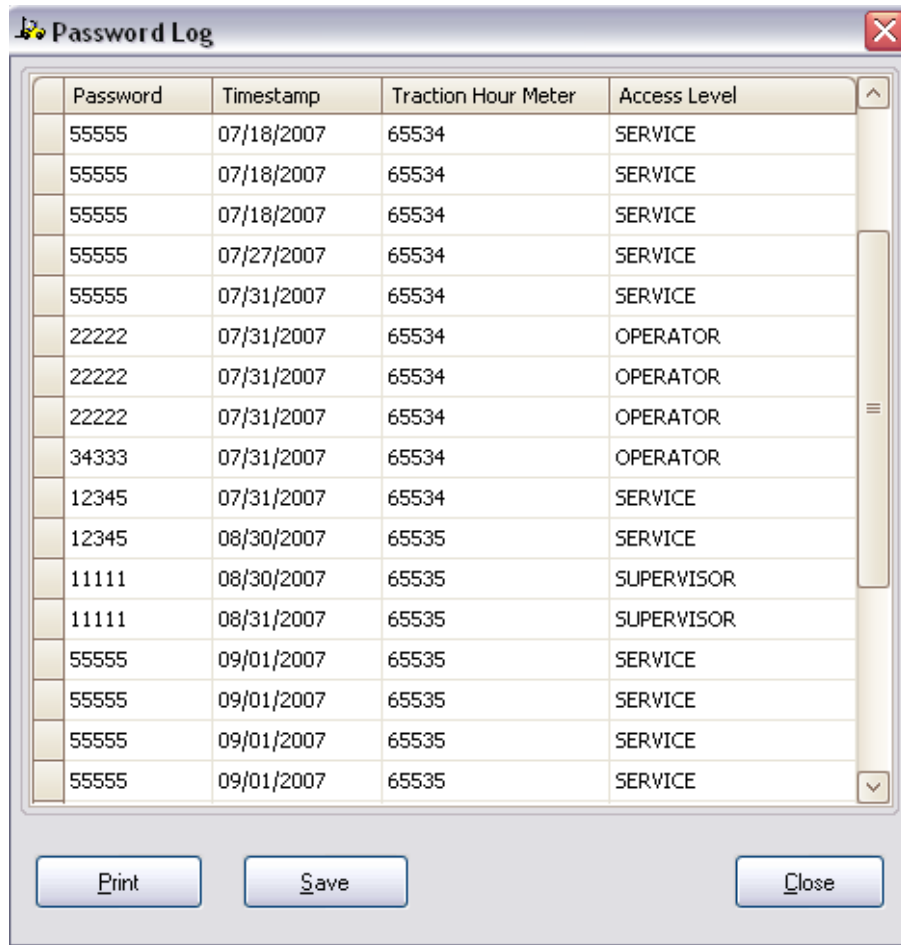 Password Log
Password Timestamp Traction Hour Meter Access Level
55555 07/18/2007 65534 SERVICE
55555 07/18/2007 65534 SERVICE
55555 07/18/2007 65534 SERVICE
55555 07/27/2007 65534 SERVICE
55555 07/31/2007 65534 SERVICE
22222 07/31/2007 65534 OPERATOR
22222 07/31/2007 65534 OPERATOR
22222 07/31/2007 65534 OPERATOR
34333 07/31/2007 65534 OPERATOR
12345 07/31/2007 65534 SERVICE
12345 08/30/2007 65535 SERVICE
11111 08/30/2007 65535 SUPERVISOR
11111 08/31/2007 65535 SUPERVISOR
55555 09/01/2007 65535 SERVICE
55555 09/01/2007 65535 SERVICE
55555 09/01/2007 65535 SERVICE
55555 09/01/2007 65535 SERVICE
Print Save Close